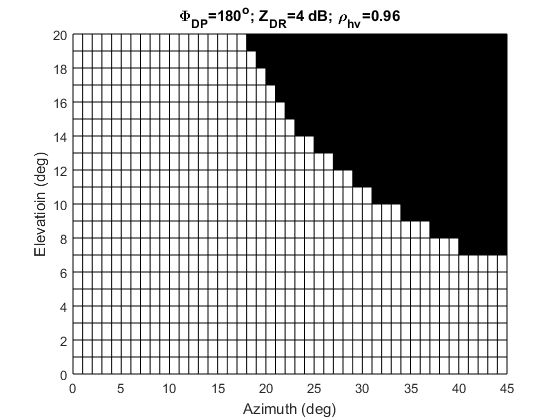 Φ_DP=180°; Z_DR=4 dB; ρ_hv=0.96
20
18
16
14
12
10
8
6
4
2
0
Elevatioin (deg)
0 5 10 15 20 25 30 35 40 45
Azimuth (deg)